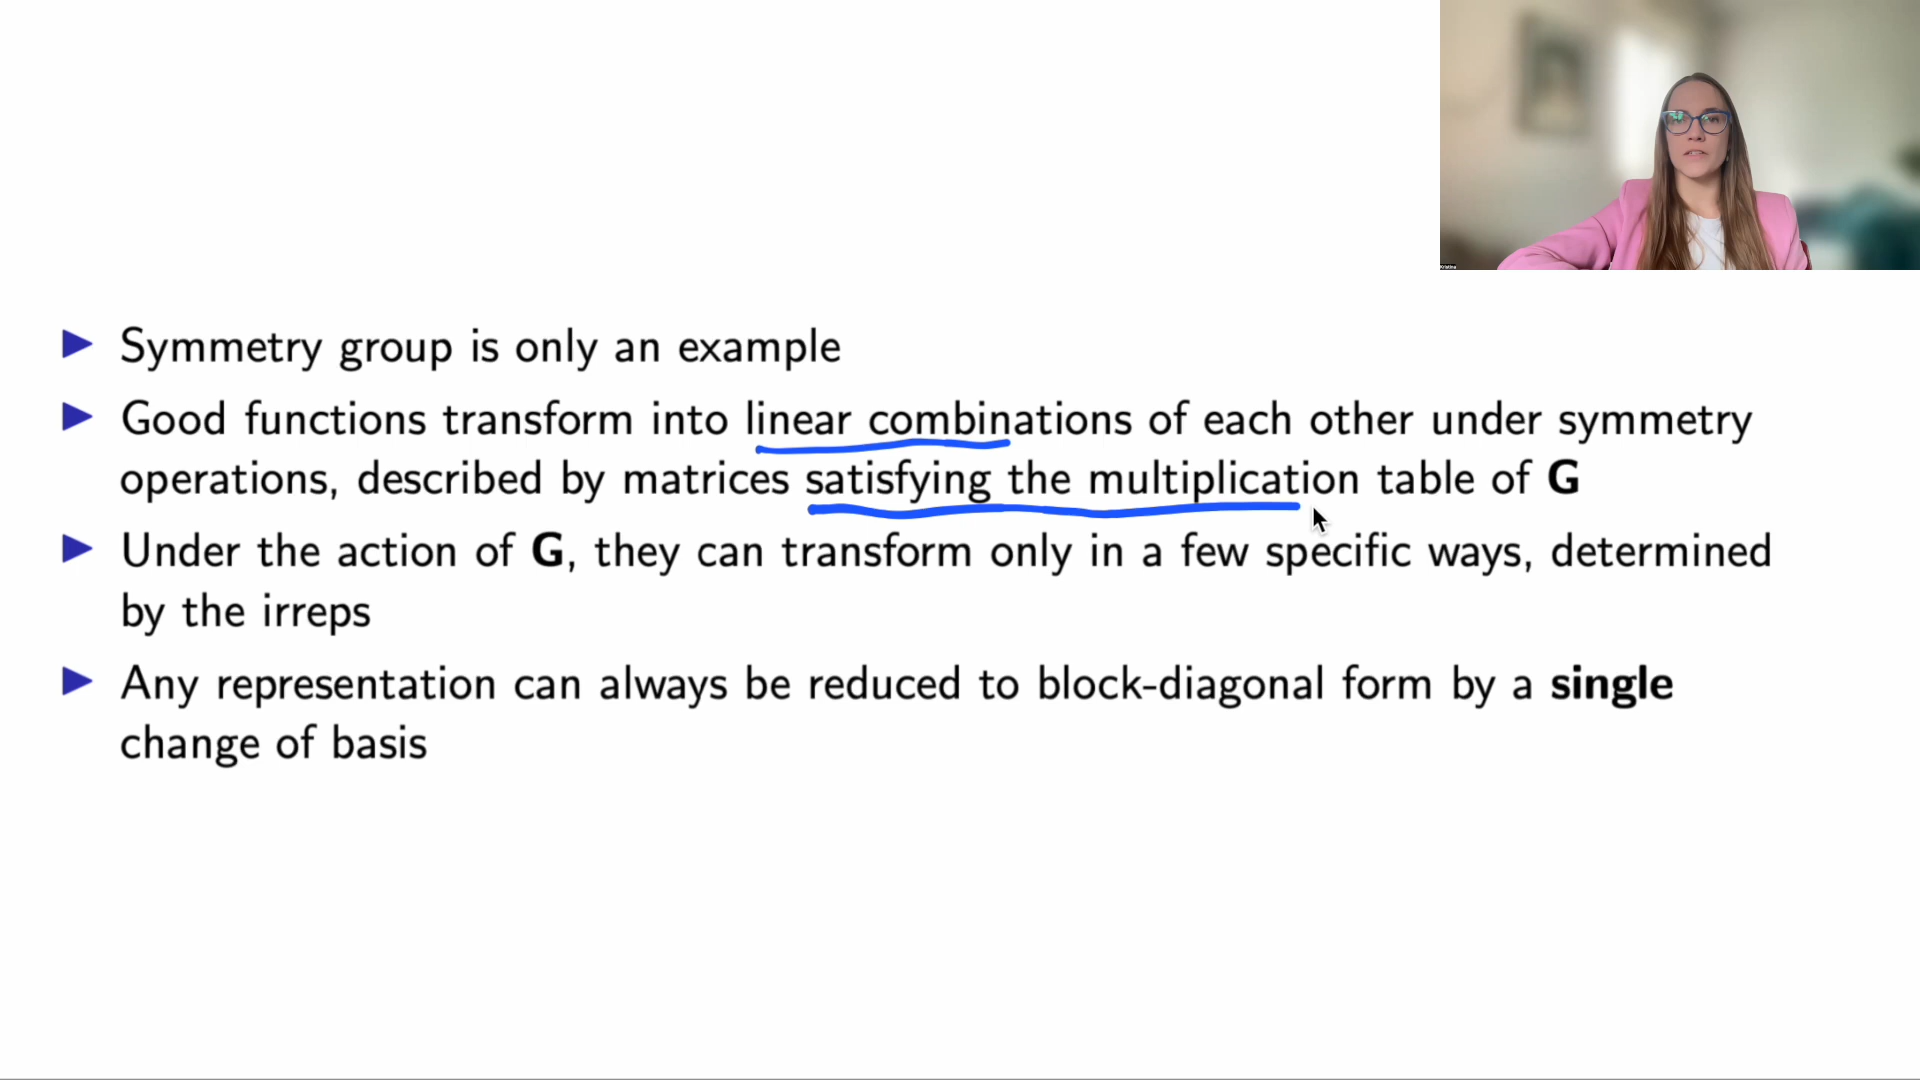 Kristina
Symmetry group is only an example
Good functions transform into linear combinations of each other under symmetry
operations, described by matrices satisfying the multiplication table of G
Under the action of G, they can transform only in a few specific ways, determined
by the irreps
Any representation can always be reduced to block-diagonal form by a single
change of basis